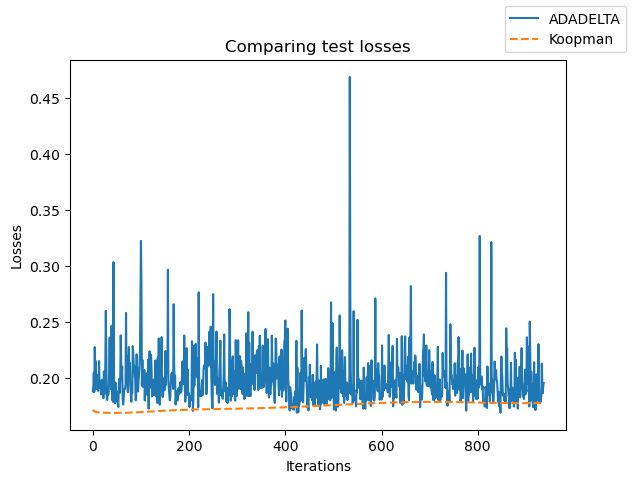 ADADELTA
Koopman
Comparing test losses
Losses
0.45
0.40
0.35
0.30
0.25
0.20
0 200 400 600 800
Iterations